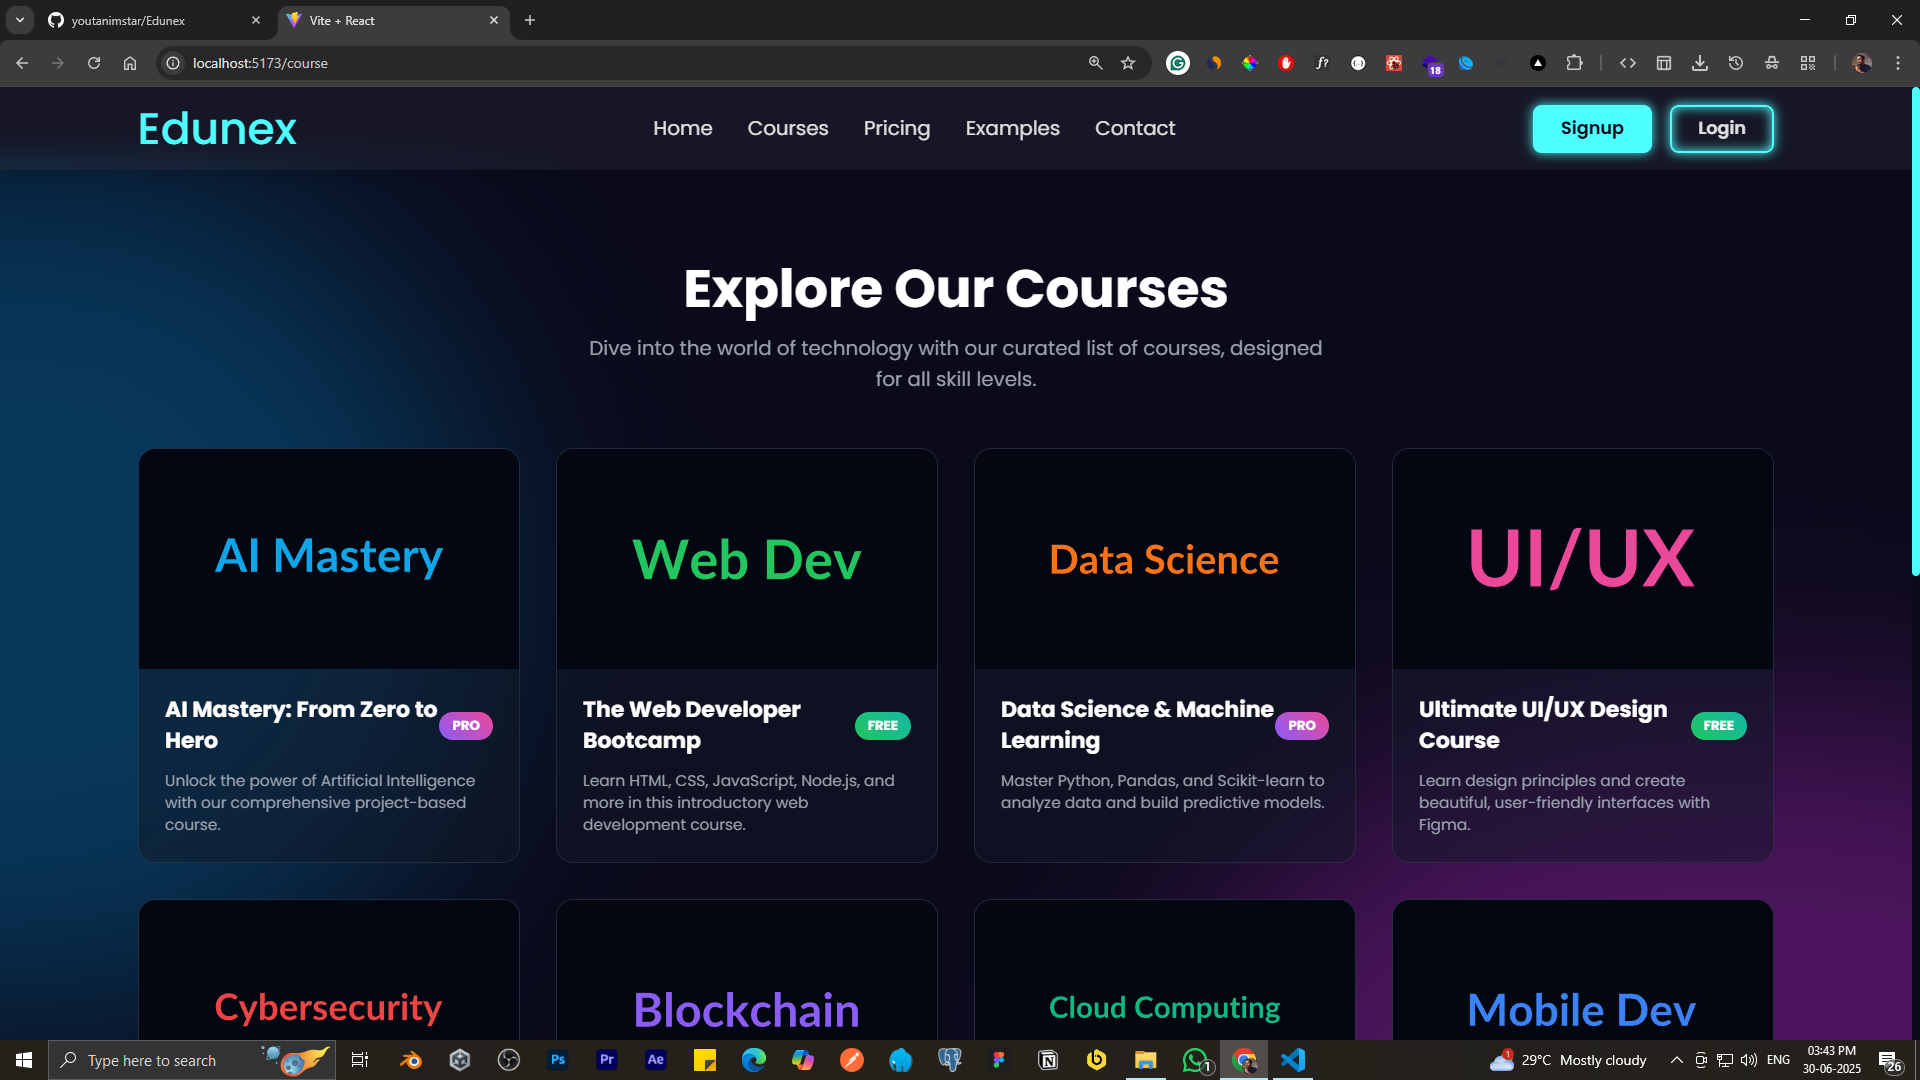 youtanimstar/Edunex
Vite + React
localhost:5173/course
f?
18
Edunex
Home
Courses
Pricing
Examples
Contact
Signup
Login
Explore Our Courses
Dive into the world of technology with our curated list of courses, designed
for all skill levels.
AI Mastery
Web Dev
Data Science
UI/UX
AI Mastery: From Zero to
Hero
PRO
Unlock the power of Artificial Intelligence
with our comprehensive project-based
course.
The Web Developer
Bootcamp
FREE
Learn HTML, CSS, JavaScript, Node.js, and
more in this introductory web
development course.
Data Science & Machine
Learning
PRO
Master Python, Pandas, and Scikit-learn to
analyze data and build predictive models.
Ultimate UI/UX Design
Course
FREE
Learn design principles and create
beautiful, user-friendly interfaces with
Figma.
Cybersecurity
Blockchain
Cloud Computing
Mobile Dev
Type here to search
Ps
Pr
Ae
1
1
29°C Mostly cloudy
ENG
03:43 PM
30-06-2025
26